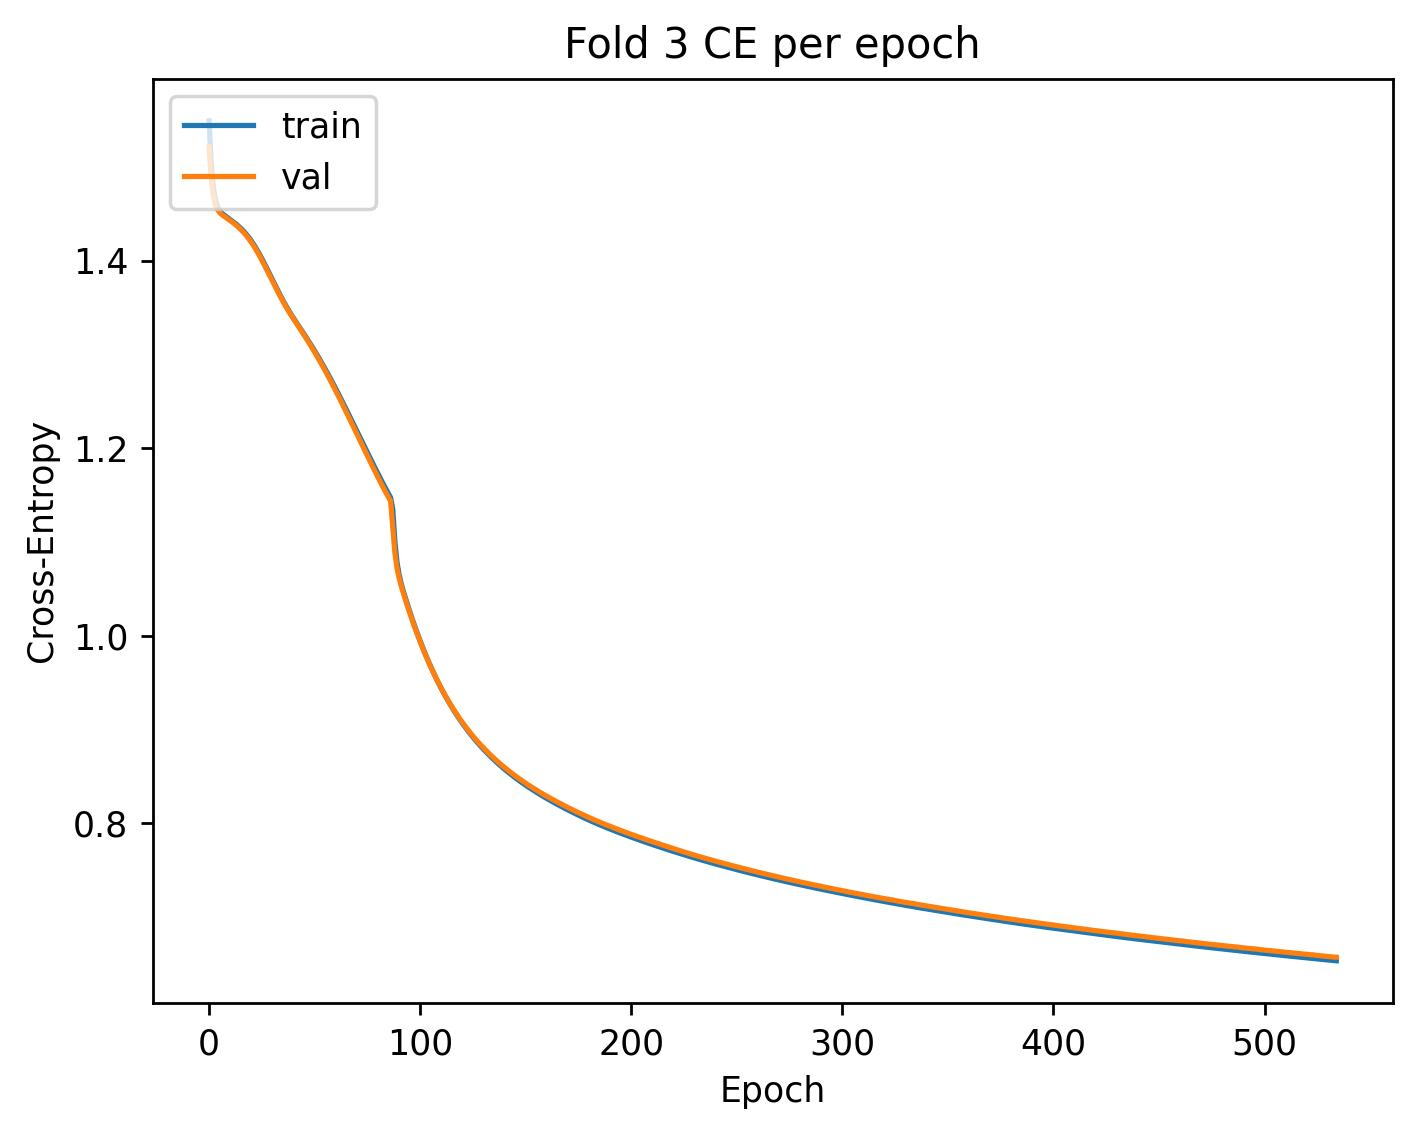 Fold 3 CE per epoch
train
val
Cross-Entropy
1.4
1.2
1.0
0.8
0 100 200 300 400 500
Epoch